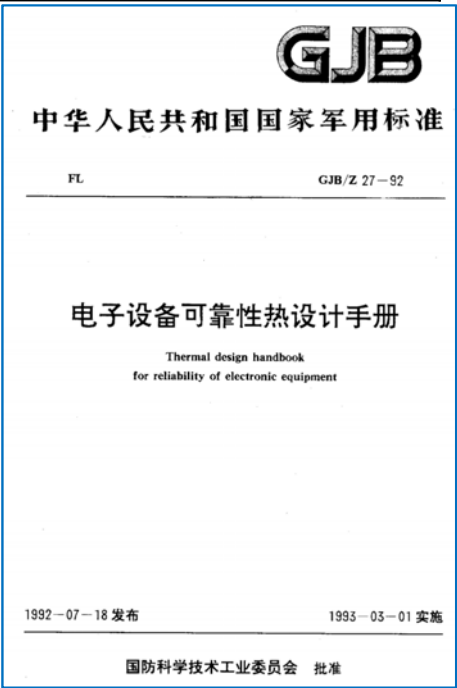 GJB
中华人民共和国国家军用标准
FL GJB/Z 27-92
电子设备可靠性热设计手册
Thermal design handbook
for reliability of electronic equipment
1992-07-18 发布 1993-03-01 实施
国防科学技术工业委员会 批准